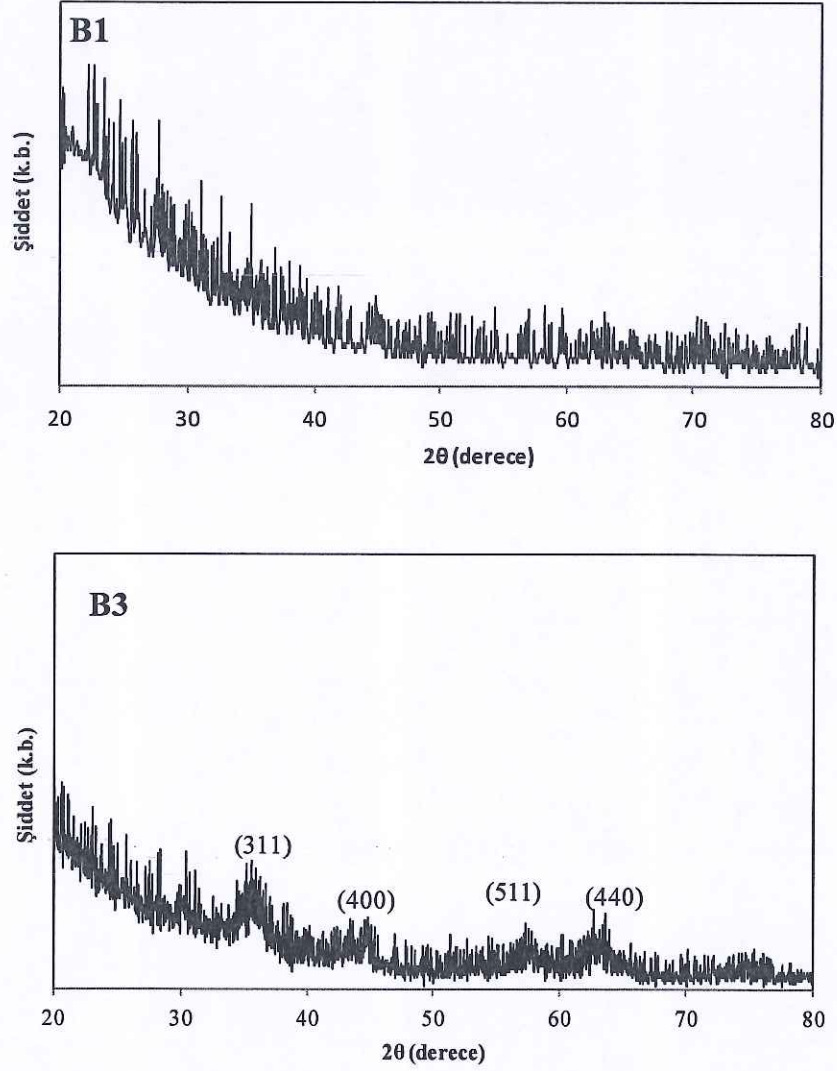 B1
Şiddet (k.b.)
20 30 40 50 60 70 80
2θ (derece)
B3
Şiddet (k.b.)
(311)
(400)
(511)
(440)
20 30 40 50 60 70 80
2θ (derece)